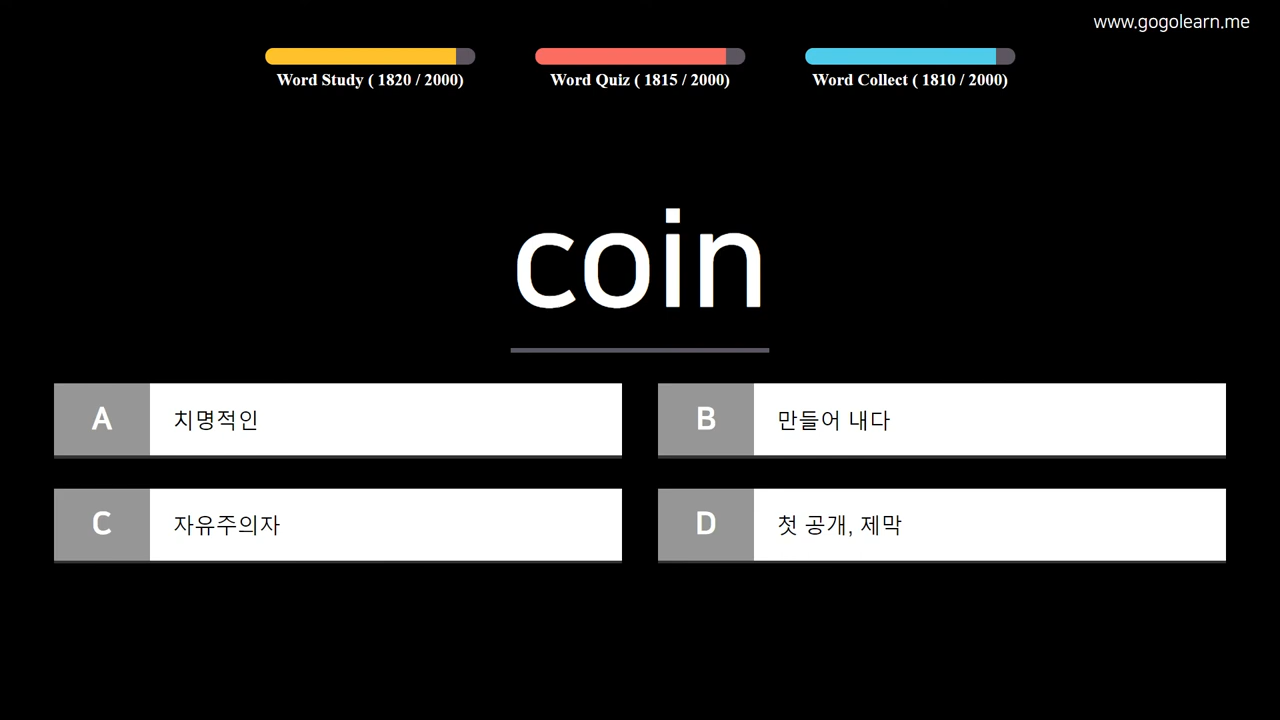 www.gogolearn.me
Word Study ( 1820 / 2000)
Word Quiz ( 1815 / 2000)
Word Collect ( 1810 / 2000)
coin
A 치명적인
B 만들어 내다
C 자유주의자
D 첫 공개, 제막